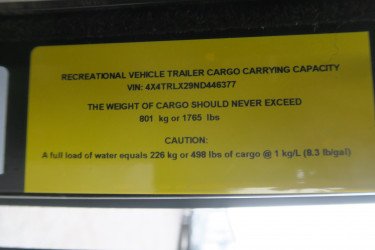 RECREATIONAL VEHICLE TRAILER CARGO CARRYING CAPACITY
VIN: 4X4TRLX29ND446377
THE WEIGHT OF CARGO SHOULD NEVER EXCEED
801 kg or 1765 lbs
CAUTION:
A full load of water equals 226 kg or 498 lbs of cargo @ 1 kg/L (8.3 lb/gal)